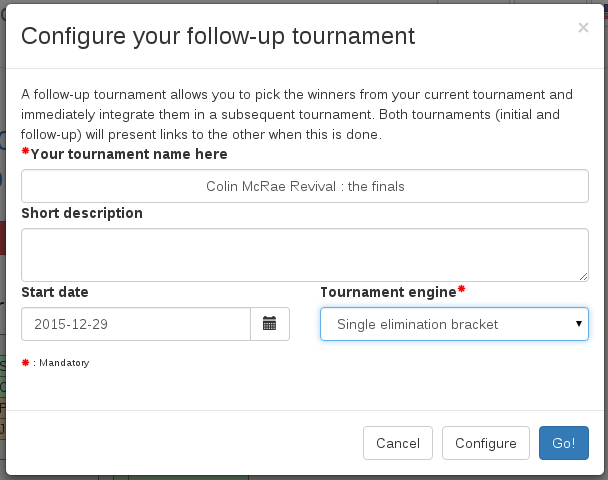 Configure your follow-up tournament
×
A follow-up tournament allows you to pick the winners from your current tournament and
immediately integrate them in a subsequent tournament. Both tournaments (initial and
follow-up) will present links to the other when this is done.
*Your tournament name here
Colin McRae Revival : the finals
Short description
Start date
Tournament engine*
2015-12-29
Single elimination bracket
* : Mandatory
Cancel
Configure
Go!